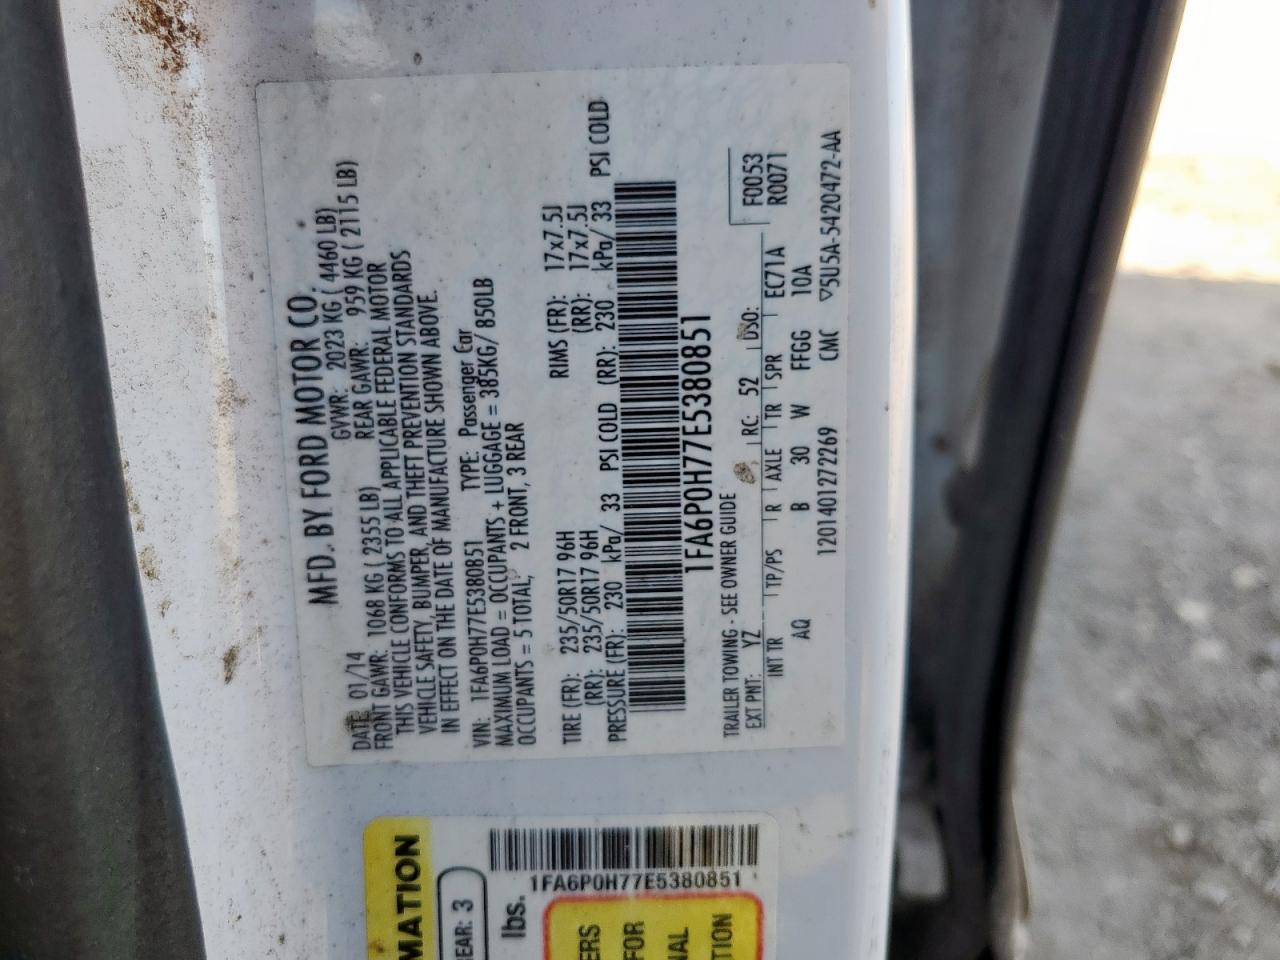 MFD. BY FORD MOTOR CO.
DATE: 01/14 GVWR: 2023 KG ( 4460 LB)
FRONT GAWR: 1068 KG ( 2355 LB) REAR GAWR: 959 KG ( 2115 LB)
THIS VEHICLE CONFORMS TO ALL APPLICABLE FEDERAL MOTOR
VEHICLE SAFETY, BUMPER, AND THEFT PREVENTION STANDARDS
IN EFFECT ON THE DATE OF MANUFACTURE SHOWN ABOVE.
VIN: 1FA6P0H77E5380851 TYPE: Passenger Car
MAXIMUM LOAD = OCCUPANTS + LUGGAGE = 385KG/ 850LB
OCCUPANTS = 5 TOTAL, 2 FRONT, 3 REAR
TIRE (FR): 235/50R17 96H RIMS (FR): 17x7.5J
(RR): 235/50R17 96H (RR): 17x7.5J
PRESSURE (FR): 230 kPa/ 33 PSI COLD (RR): 230 kPa/ 33 PSI COLD
1FA6P0H77E5380851
TRAILER TOWING - SEE OWNER GUIDE
F0053
R0071
EXT PNT: YZ RC: 52 DSO:
INT TR TP/PS R AXLE TR SPR EC71A
AQ B 30 W FFGG 10A
1201401272269 CMC ▽5U5A-5420472-AA
MATION
GEAR: 3
lbs.
1FA6P0H77E5380851
ERS
FOR
NAL
TION